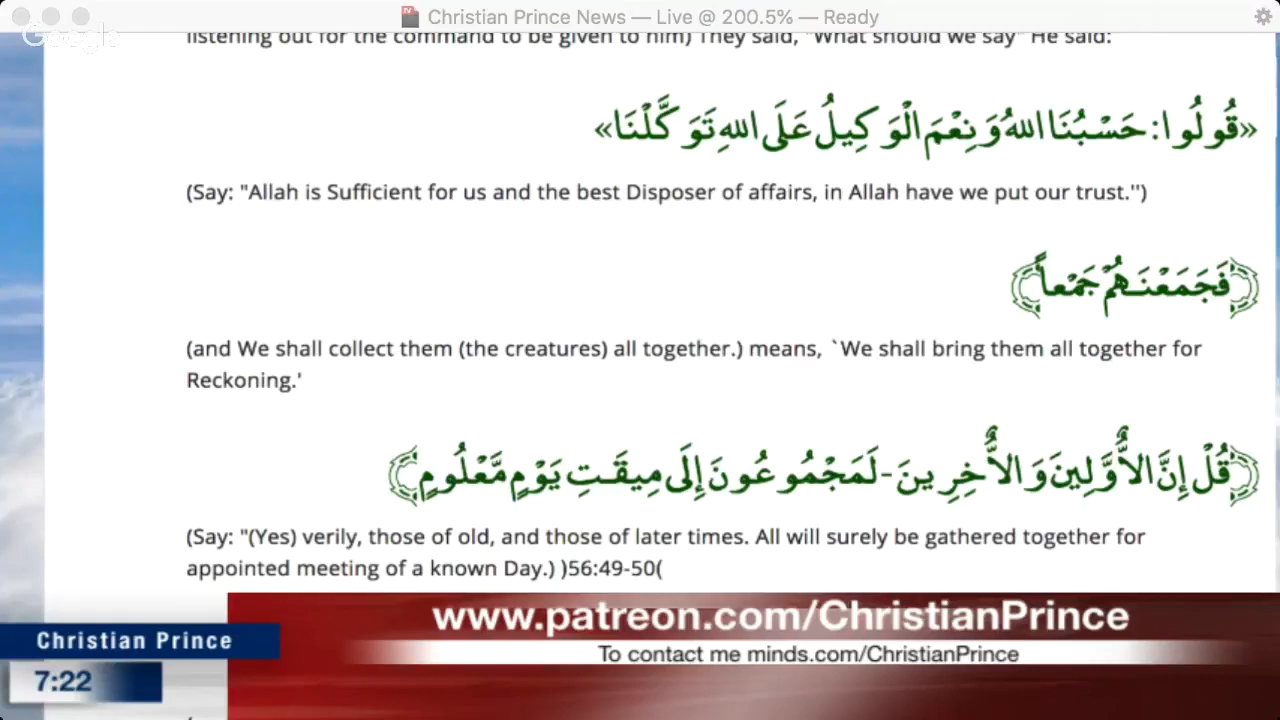 Christian Prince News — Live @ 200.5% — Ready
Google
listening out for the command to be given to him) They said, "What should we say" He said:
«قُولُوا: حَسْبُنَا اللهُ وَنِعْمَ الْوَكِيلُ عَلَى اللهِ تَوَكَّلْنَا»
(Say: "Allah is Sufficient for us and the best Disposer of affairs, in Allah have we put our trust.'')
﴿فَجَمَعْنَـهُمْ جَمْعاً﴾
(and We shall collect them (the creatures) all together.) means, `We shall bring them all together for
Reckoning.'
﴿قُلْ إِنَّ الاٌّوَّلِينَ وَالاٌّخِرِينَ - لَمَجْمُوعُونَ إِلَى مِيقَـتِ يَوْمٍ مَّعْلُومٍ﴾
(Say: "(Yes) verily, those of old, and those of later times. All will surely be gathered together for
appointed meeting of a known Day.) )56:49-50(
www.patreon.com/ChristianPrince
Christian Prince
To contact me minds.com/ChristianPrince
7:22